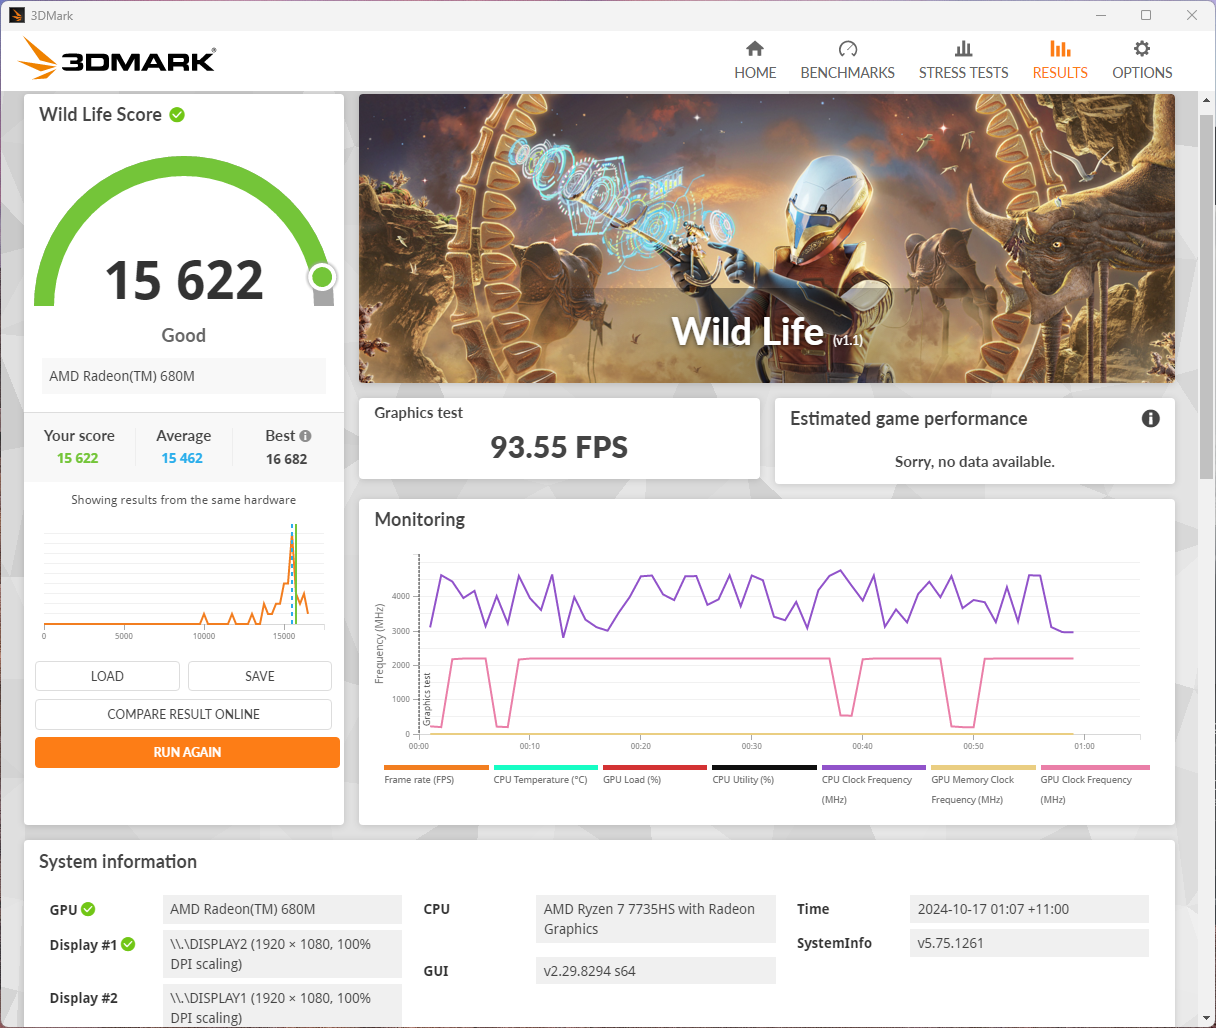 3DMark
3DMARK®
HOME
BENCHMARKS
STRESS TESTS
RESULTS
OPTIONS
Wild Life Score
15 622
Good
AMD Radeon(TM) 680M
Your score
Average
Best
15 622
15 462
16 682
Showing results from the same hardware
0
5000
10000
15000
LOAD
SAVE
COMPARE RESULT ONLINE
RUN AGAIN
Wild Life (v1.1)
Graphics test
93.55 FPS
Estimated game performance
Sorry, no data available.
Monitoring
Frequency (MHz)
4000
3000
2000
1000
0
Graphics test
00:00
00:10
00:20
00:30
00:40
00:50
01:00
Frame rate (FPS)
CPU Temperature (°C)
GPU Load (%)
CPU Utility (%)
CPU Clock Frequency
(MHz)
GPU Memory Clock
Frequency (MHz)
GPU Clock Frequency
(MHz)
System information
GPU
AMD Radeon(TM) 680M
Display #1
\\.\DISPLAY2 (1920 × 1080, 100%
DPI scaling)
Display #2
\\.\DISPLAY1 (1920 × 1080, 100%
DPI scaling)
CPU
AMD Ryzen 7 7735HS with Radeon
Graphics
GUI
v2.29.8294 s64
Time
2024-10-17 01:07 +11:00
SystemInfo
v5.75.1261